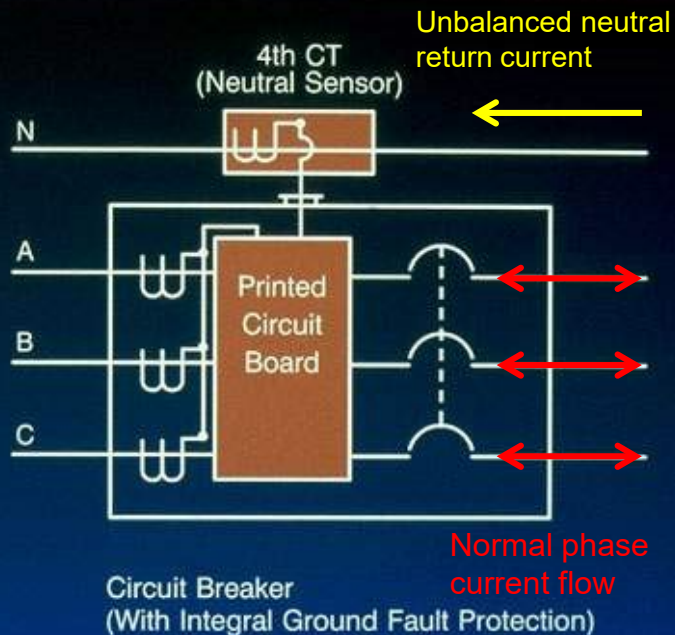 Unbalanced neutral
return current
4th CT
(Neutral Sensor)
N
A
B
C
Printed
Circuit
Board
Normal phase
current flow
Circuit Breaker
(With Integral Ground Fault Protection)